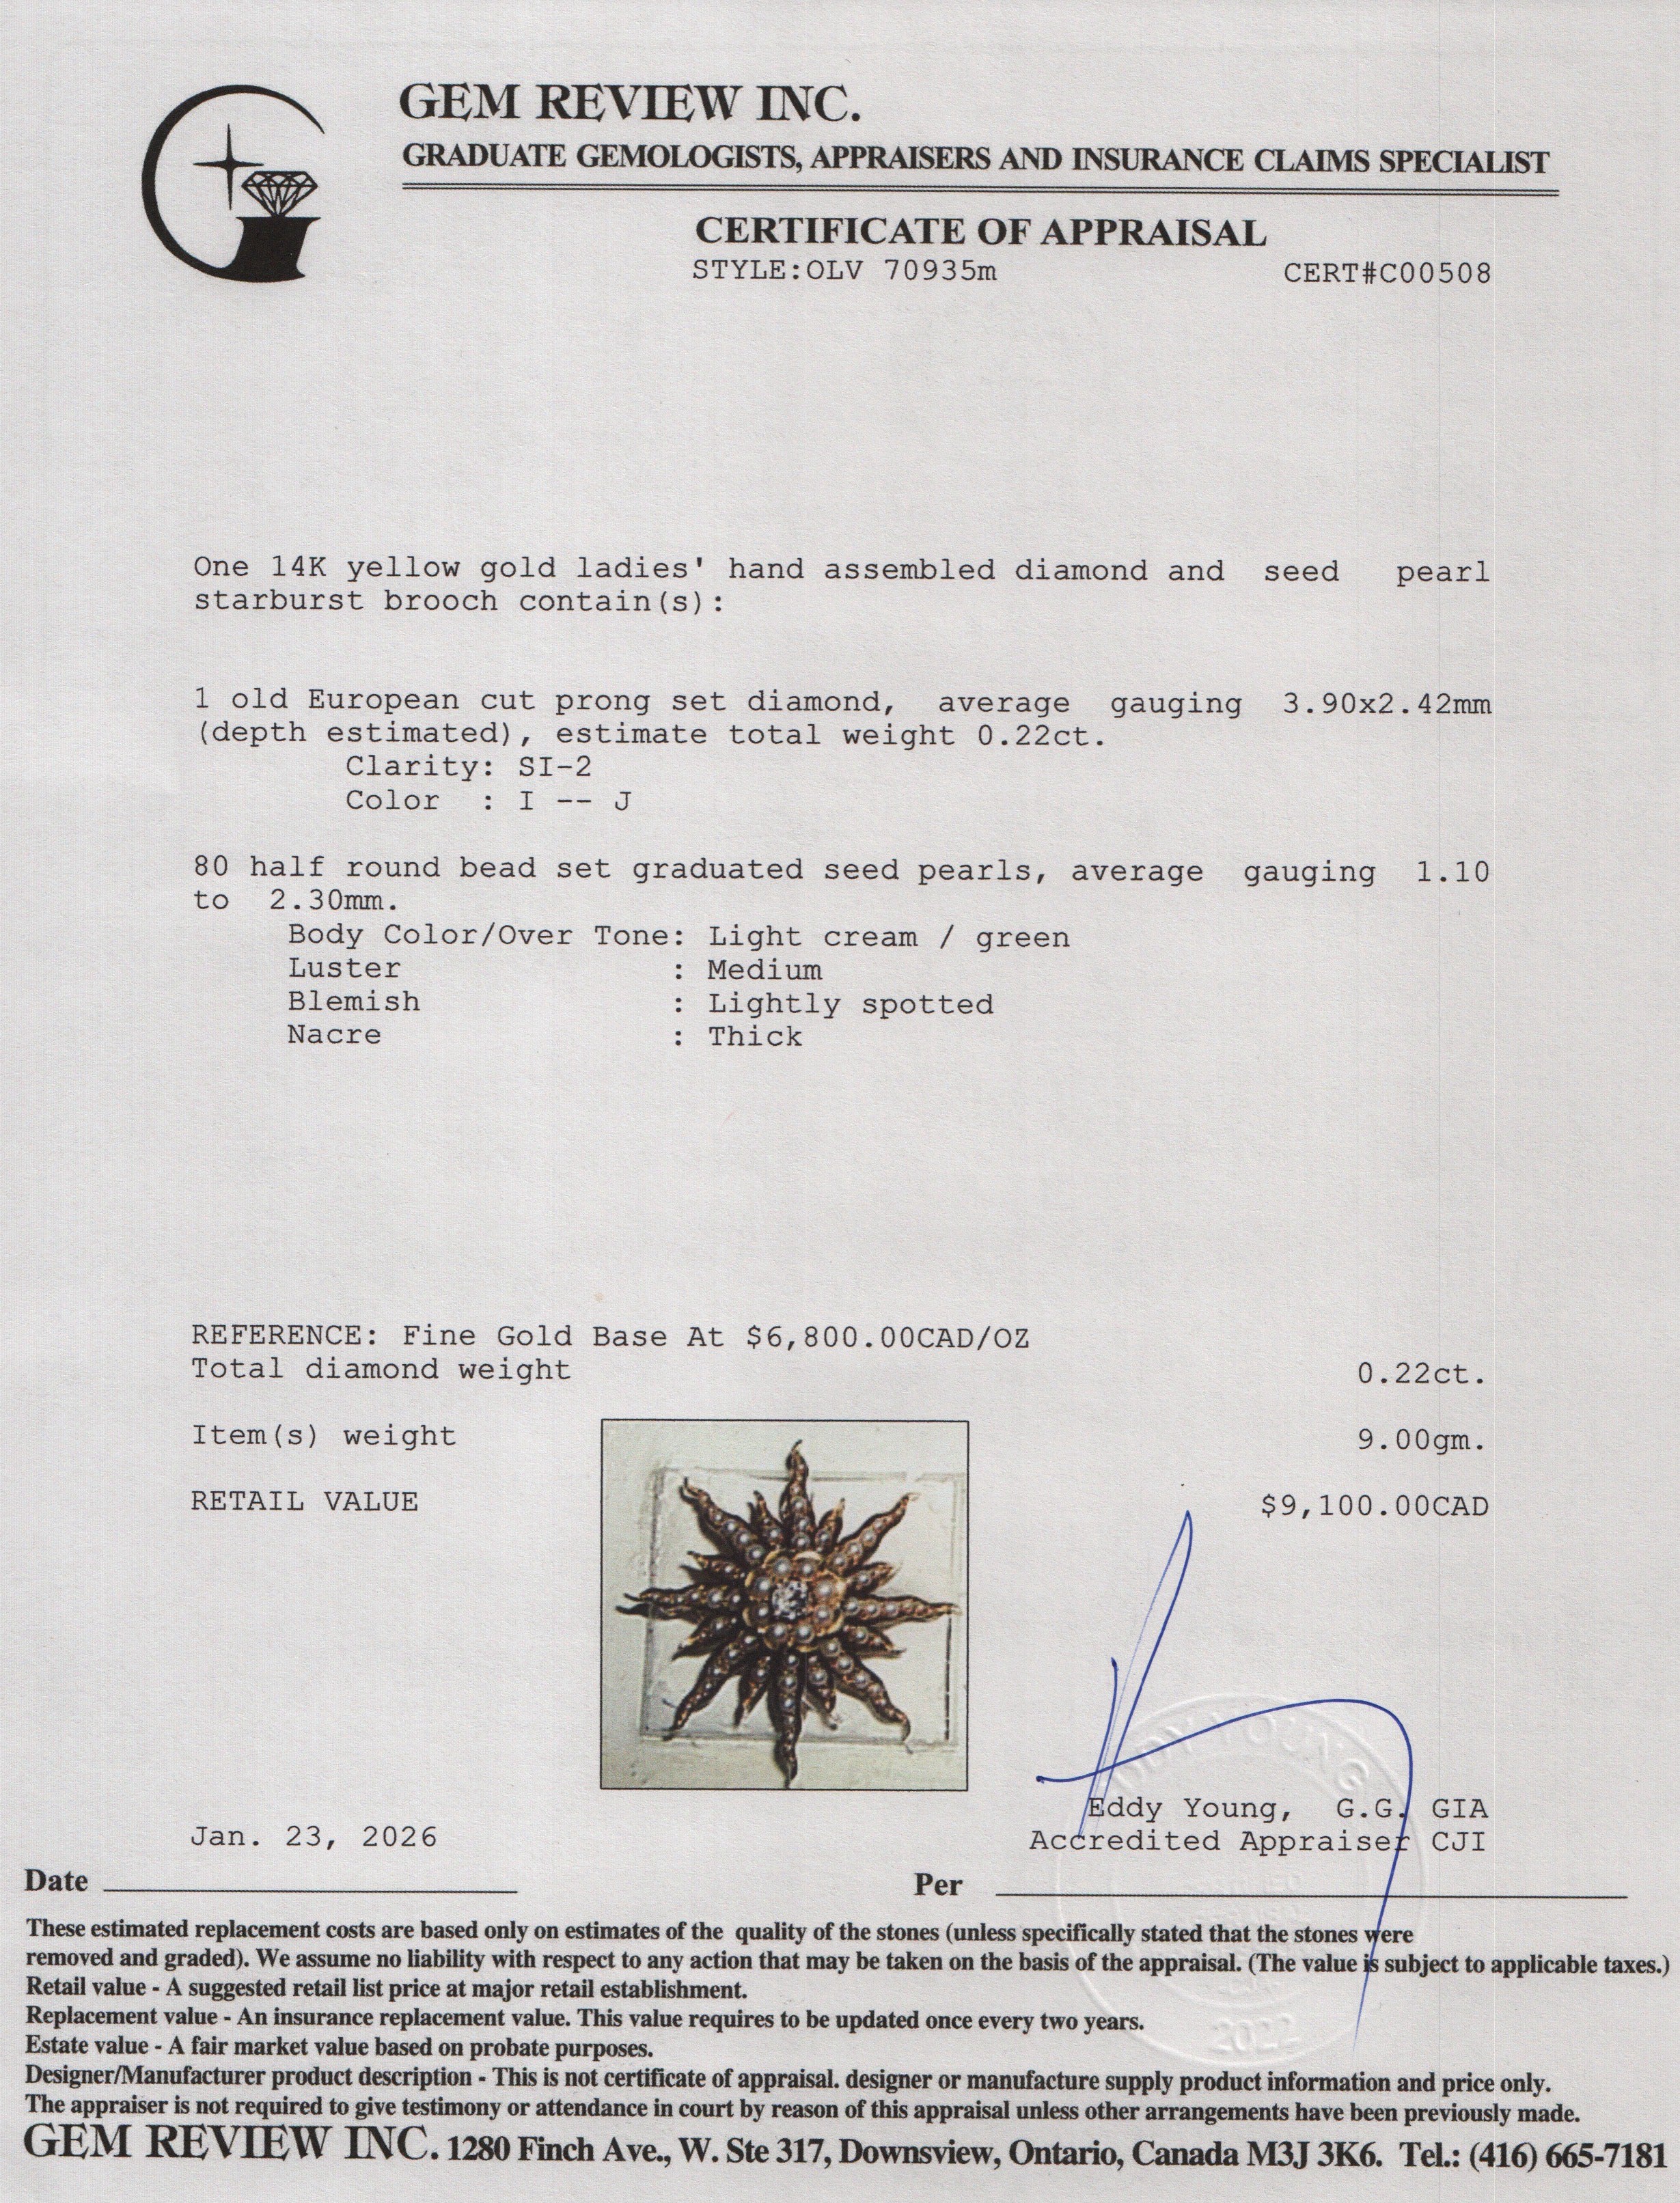 GEM REVIEW INC.
GRADUATE GEMOLOGISTS, APPRAISERS AND INSURANCE CLAIMS SPECIALIST
CERTIFICATE OF APPRAISAL
STYLE:OLV 70935m CERT#C00508
One 14K yellow gold ladies' hand assembled diamond and seed pearl
starburst brooch contain(s):
1 old European cut prong set diamond, average gauging 3.90x2.42mm
(depth estimated), estimate total weight 0.22ct.
Clarity: SI-2
Color : I -- J
80 half round bead set graduated seed pearls, average gauging 1.10
to 2.30mm.
Body Color/Over Tone: Light cream / green
Luster : Medium
Blemish : Lightly spotted
Nacre : Thick
REFERENCE: Fine Gold Base At $6,800.00CAD/OZ
Total diamond weight 0.22ct.
Item(s) weight 9.00gm.
RETAIL VALUE $9,100.00CAD
EDDY YOUNG
Eddy Young, G.G. GIA
Jan. 23, 2026 Accredited Appraiser CJI
Date Per
These estimated replacement costs are based only on estimates of the quality of the stones (unless specifically stated that the stones were
removed and graded). We assume no liability with respect to any action that may be taken on the basis of the appraisal. (The value is subject to applicable taxes.)
Retail value - A suggested retail list price at major retail establishment.
Replacement value - An insurance replacement value. This value requires to be updated once every two years.
2022
Estate value - A fair market value based on probate purposes.
Designer/Manufacturer product description - This is not certificate of appraisal. designer or manufacture supply product information and price only.
The appraiser is not required to give testimony or attendance in court by reason of this appraisal unless other arrangements have been previously made.
GEM REVIEW INC. 1280 Finch Ave., W. Ste 317, Downsview, Ontario, Canada M3J 3K6. Tel.: (416) 665-7181